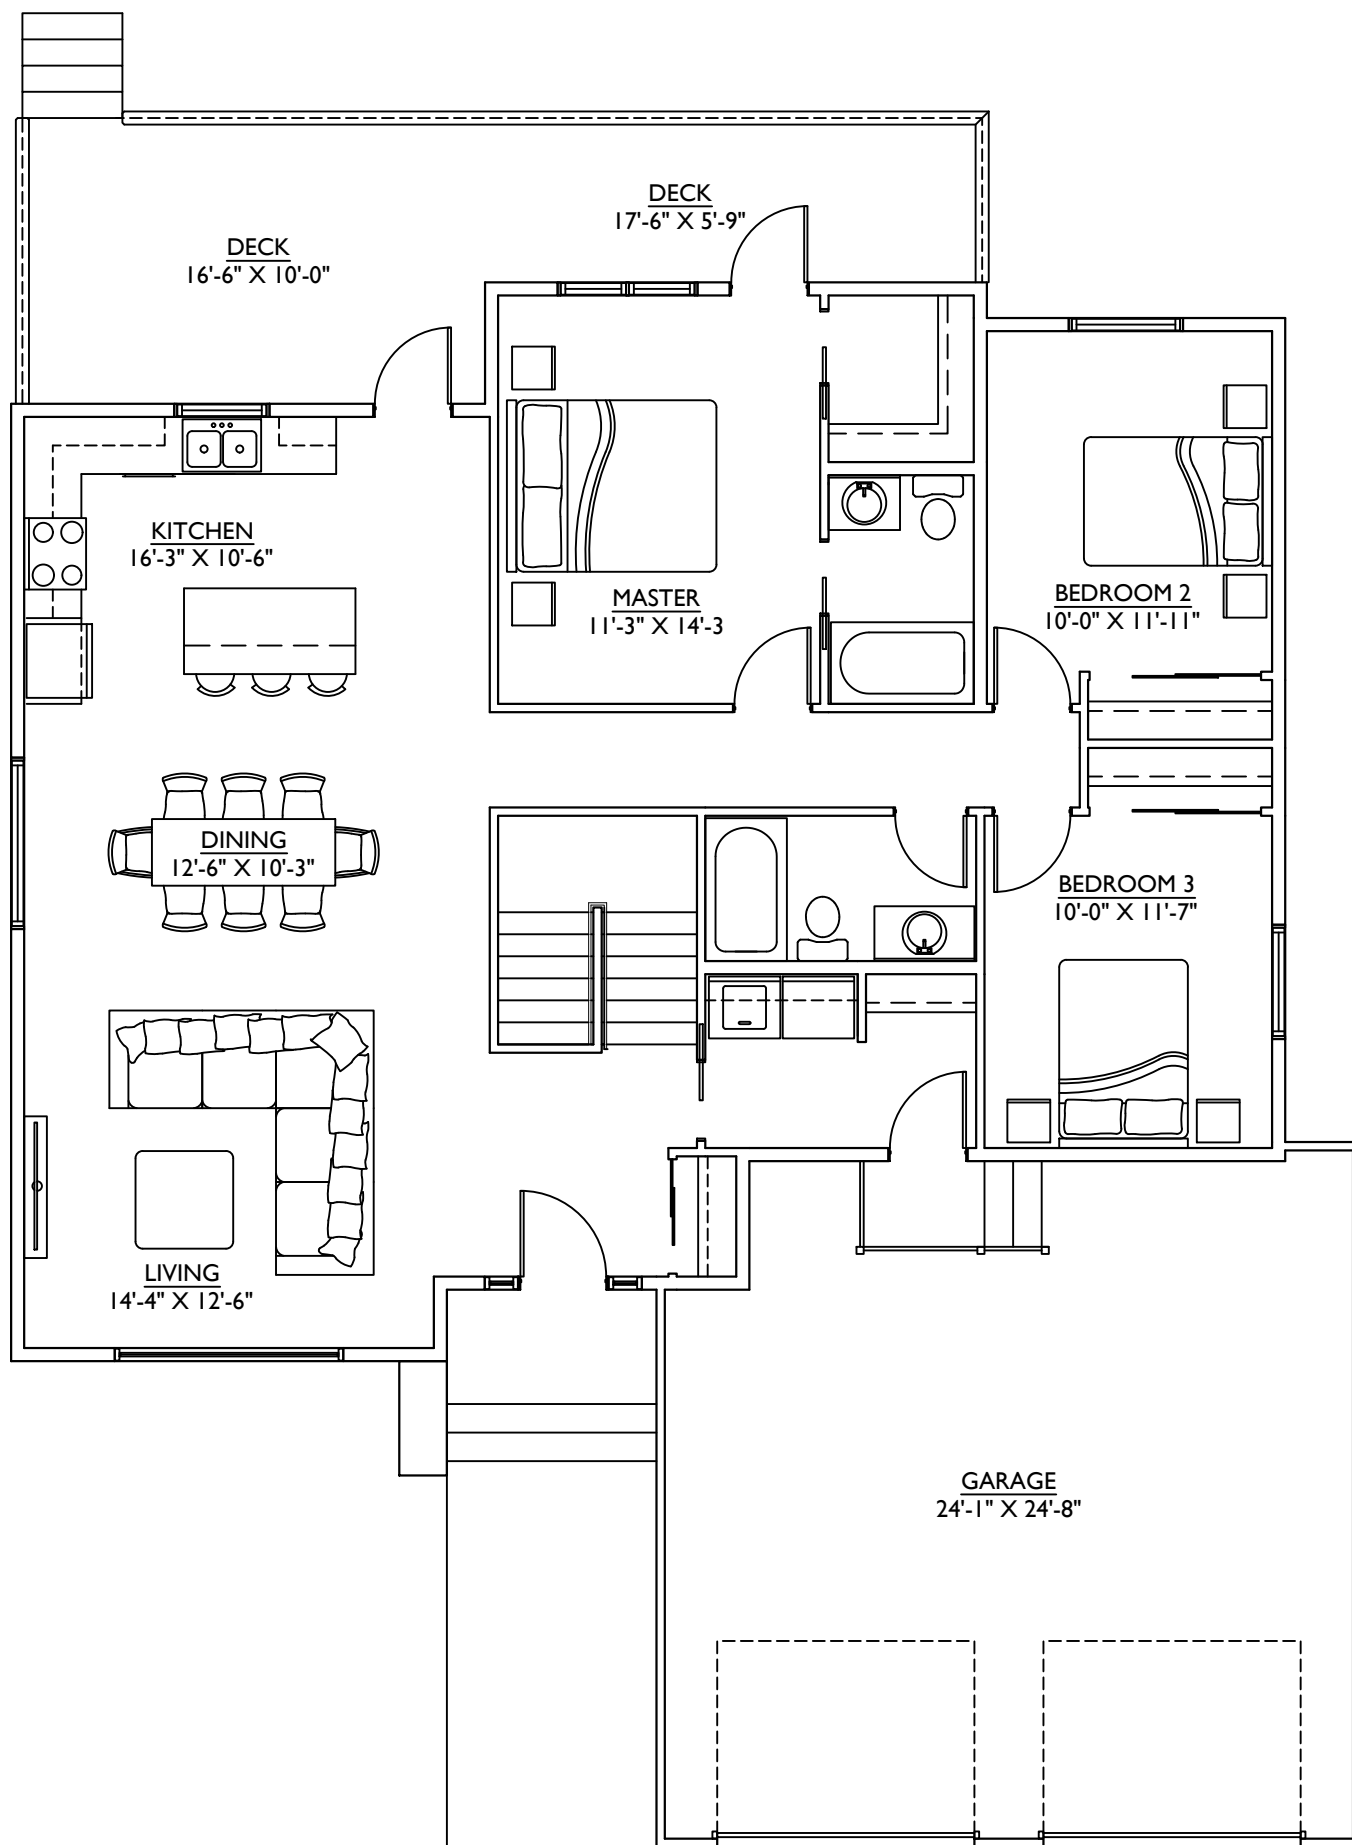 DECK
17'-6" X 5'-9"
DECK
16'-6" X 10'-0"
KITCHEN
16'-3" X 10'-6"
MASTER
11'-3" X 14'-3
BEDROOM 2
10'-0" X 11'-11"
DINING
12'-6" X 10'-3"
BEDROOM 3
10'-0" X 11'-7"
LIVING
14'-4" X 12'-6"
GARAGE
24'-1" X 24'-8"